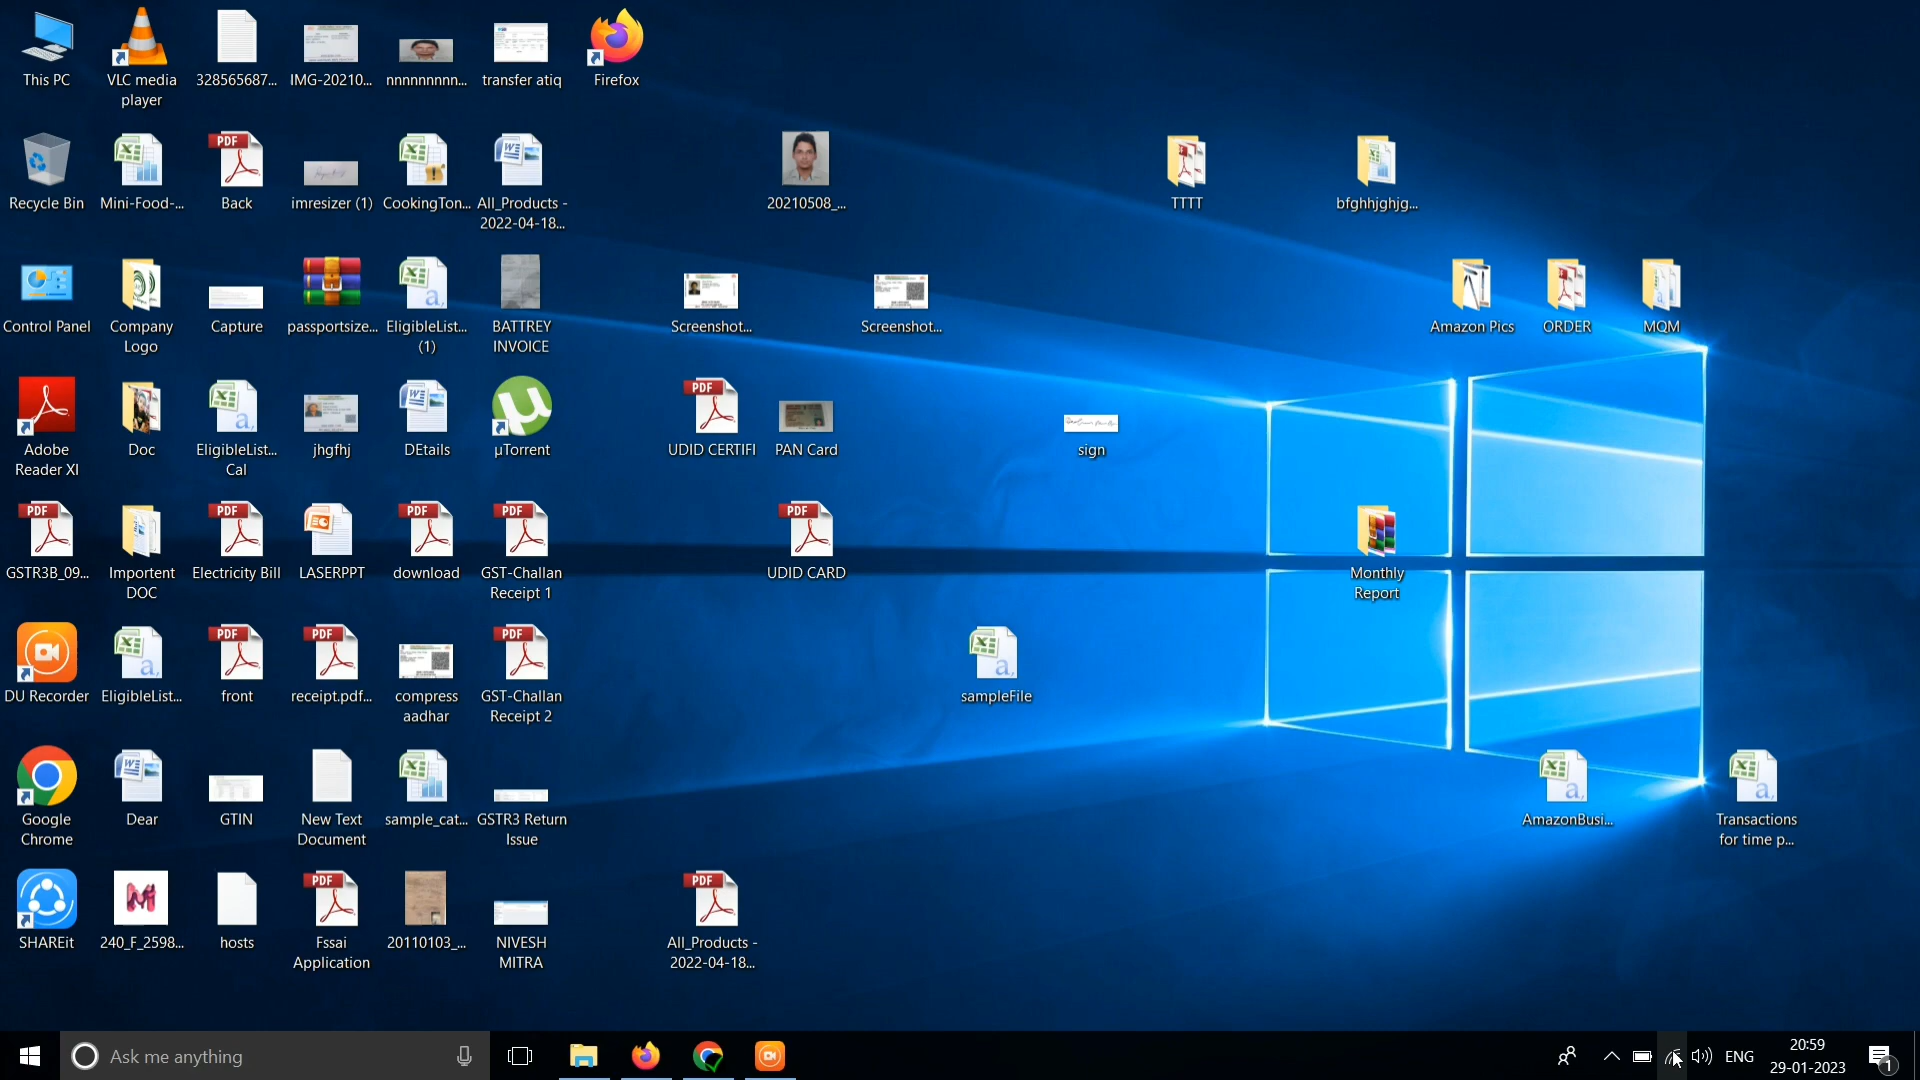 This PC
VLC media
player
328565687...
IMG-20210...
nnnnnnnnn...
transfer atiq
Firefox
Recycle Bin
Mini-Food-...
Back
imresizer (1)
CookingTon...
All_Products -
2022-04-18...
20210508_...
TTTT
bfghhjghjg...
Control Panel
Company
Logo
Capture
passportsize...
EligibleList...
(1)
BATTREY
INVOICE
Screenshot...
Screenshot...
Amazon Pics
ORDER
MQM
Adobe
Reader XI
Doc
EligibleList...
Cal
jhgfhj
DEtails
µTorrent
UDID CERTIFI
PAN Card
sign
GSTR3B_09...
Importent
DOC
Electricity Bill
LASERPPT
download
GST-Challan
Receipt 1
UDID CARD
Monthly
Report
DU Recorder
EligibleList...
front
receipt.pdf...
compress
aadhar
GST-Challan
Receipt 2
sampleFile
Google
Chrome
Dear
GTIN
New Text
Document
sample_cat...
GSTR3 Return
Issue
AmazonBusi...
Transactions
for time p...
SHAREit
240_F_2598...
hosts
Fssai
Application
20110103_...
NIVESH
MITRA
All_Products -
2022-04-18...
Ask me anything
ENG
20:59
29-01-2023
1